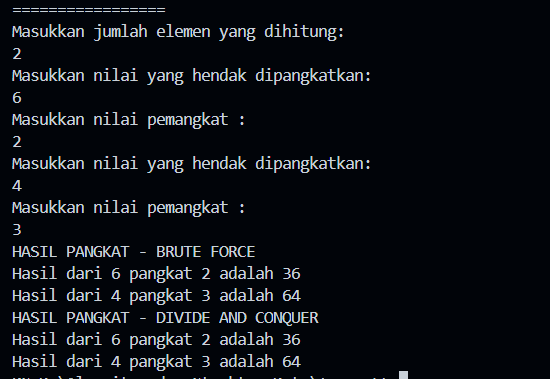 =================
Masukkan jumlah elemen yang dihitung:
2
Masukkan nilai yang hendak dipangkatkan:
6
Masukkan nilai pemangkat :
2
Masukkan nilai yang hendak dipangkatkan:
4
Masukkan nilai pemangkat :
3
HASIL PANGKAT - BRUTE FORCE
Hasil dari 6 pangkat 2 adalah 36
Hasil dari 4 pangkat 3 adalah 64
HASIL PANGKAT - DIVIDE AND CONQUER
Hasil dari 6 pangkat 2 adalah 36
Hasil dari 4 pangkat 3 adalah 64